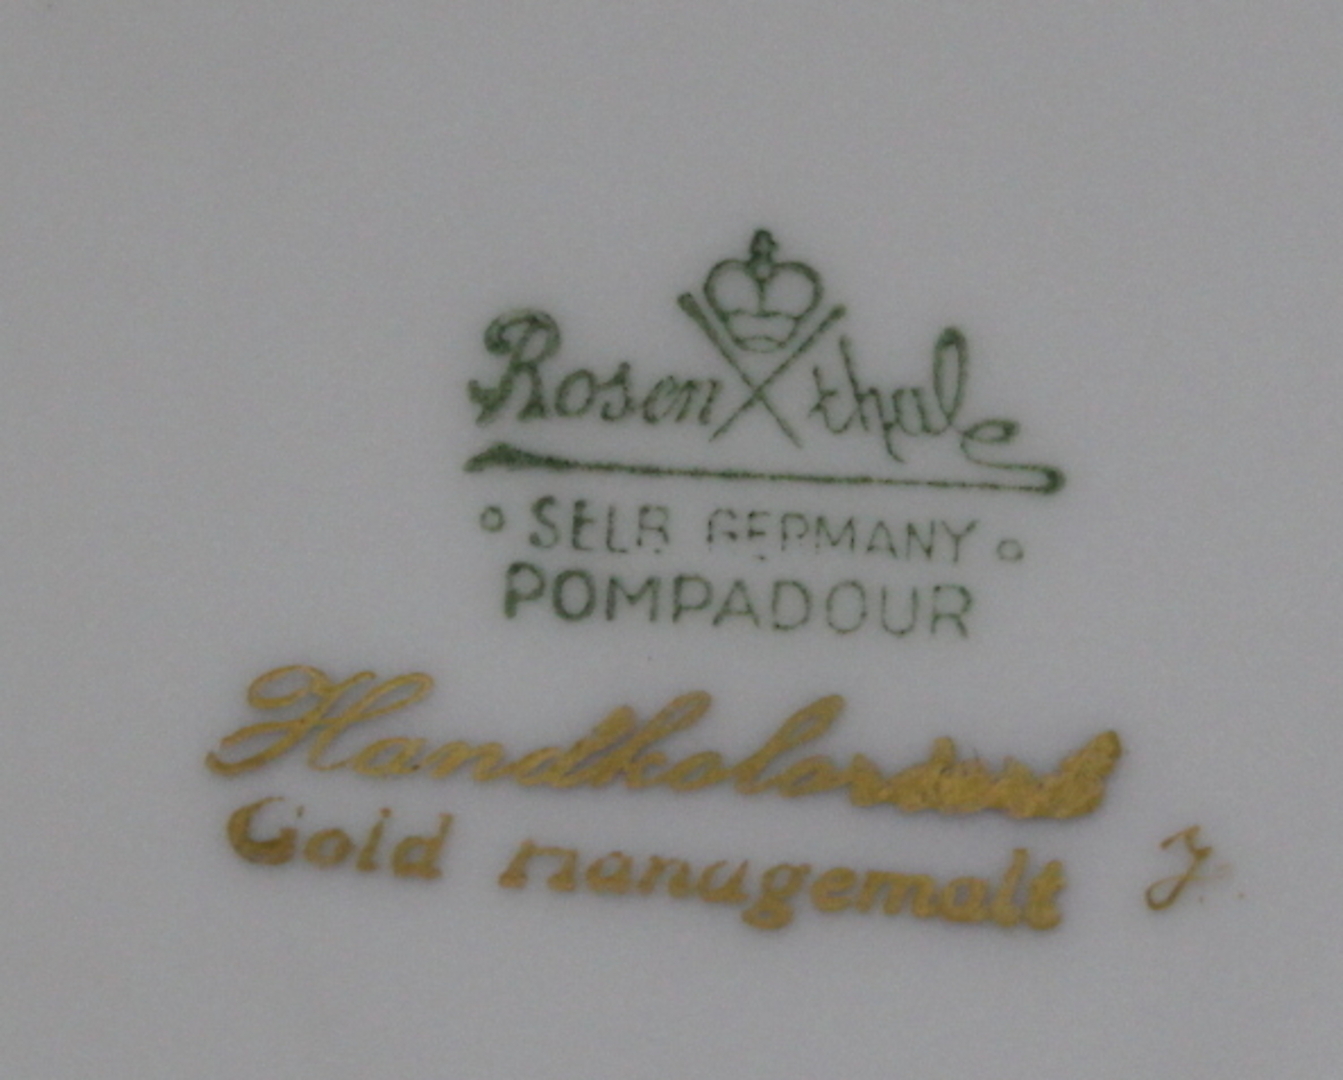 Rosenthal
SELB GERMANY
POMPADOUR
Handkoloriert
Gold Handgemalt J.